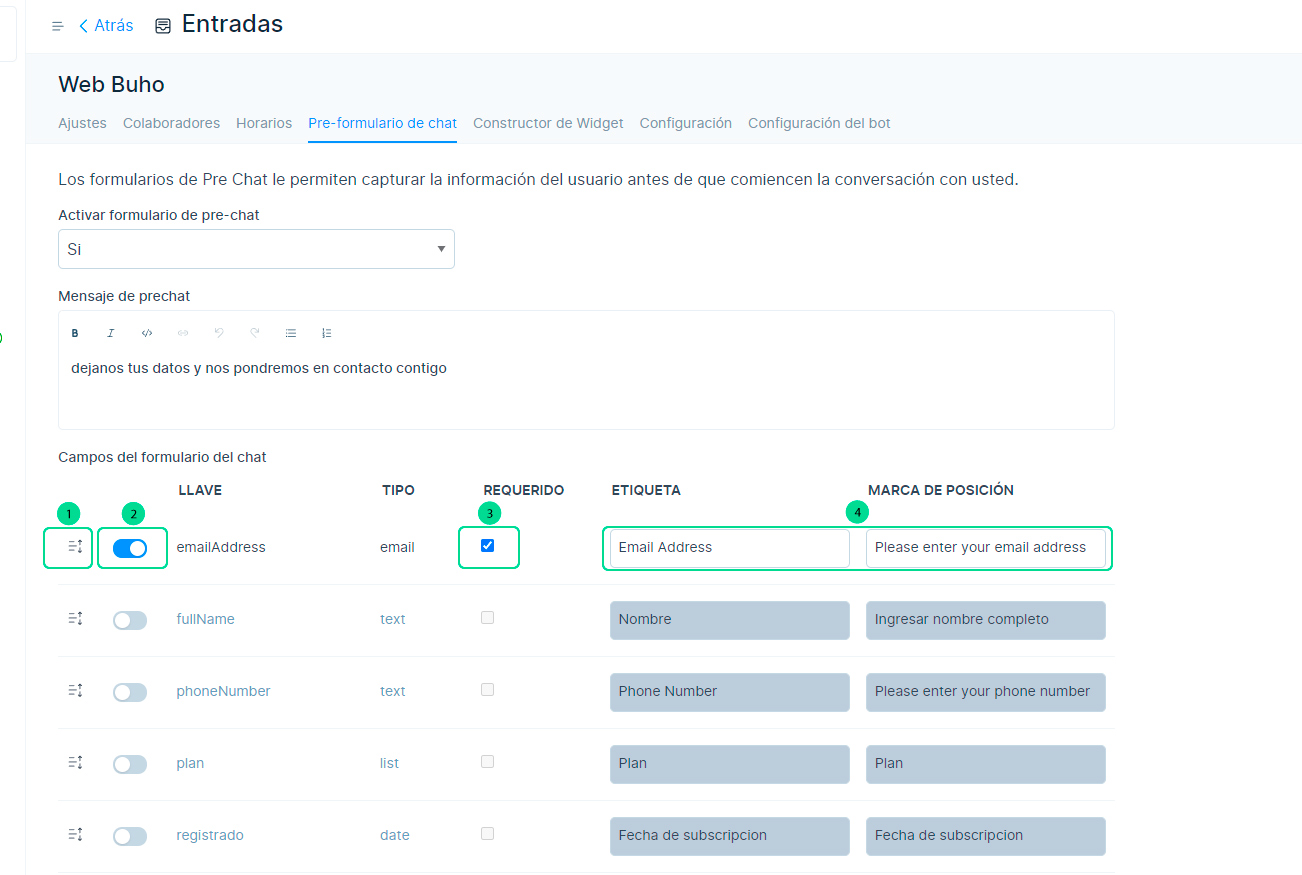 Atrás Entradas
Web Buho
Ajustes Colaboradores Horarios Pre-formulario de chat Constructor de Widget Configuración Configuración del bot
Los formularios de Pre Chat le permiten capturar la información del usuario antes de que comiencen la conversación con usted.
Activar formulario de pre-chat
Si
Mensaje de prechat
B I </>
dejanos tus datos y nos pondremos en contacto contigo
Campos del formulario del chat
LLAVE TIPO REQUERIDO ETIQUETA MARCA DE POSICIÓN
1 2 3 4
emailAddress email Email Address Please enter your email address
fullName text Nombre Ingresar nombre completo
phoneNumber text Phone Number Please enter your phone number
plan list Plan Plan
registrado date Fecha de subscripcion Fecha de subscripcion